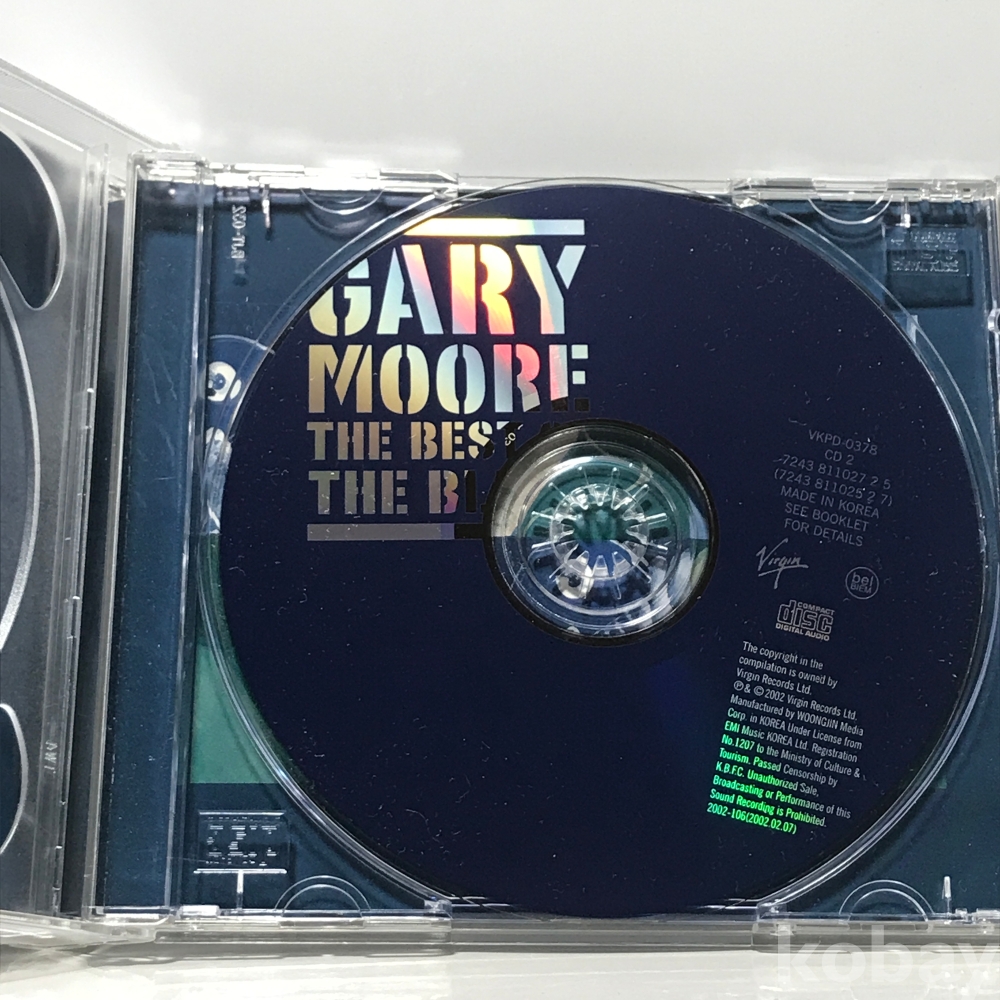 GARY
MOORE
THE BEST
THE BL
VKPD-0378
CD 2
7243 811027 2 5
(7243 811025 2 7)
MADE IN KOREA
SEE BOOKLET
FOR DETAILS
Virgin
bel
BIEM
COMPACT
disc
DIGITAL AUDIO
The copyright in the
compilation is owned by
Virgin Records Ltd.
℗ & © 2002 Virgin Records Ltd.
Manufactured by WOONGJIN Media
Corp. in KOREA Under License from
EMI Music KOREA Ltd. Registration
No.1207 to the Ministry of Culture &
Tourism. Passed Censorship by
K.B.F.C. Unauthorized Sale,
Broadcasting or Performance of this
Sound Recording is Prohibited.
2002-106(2002.02.07)
kobay